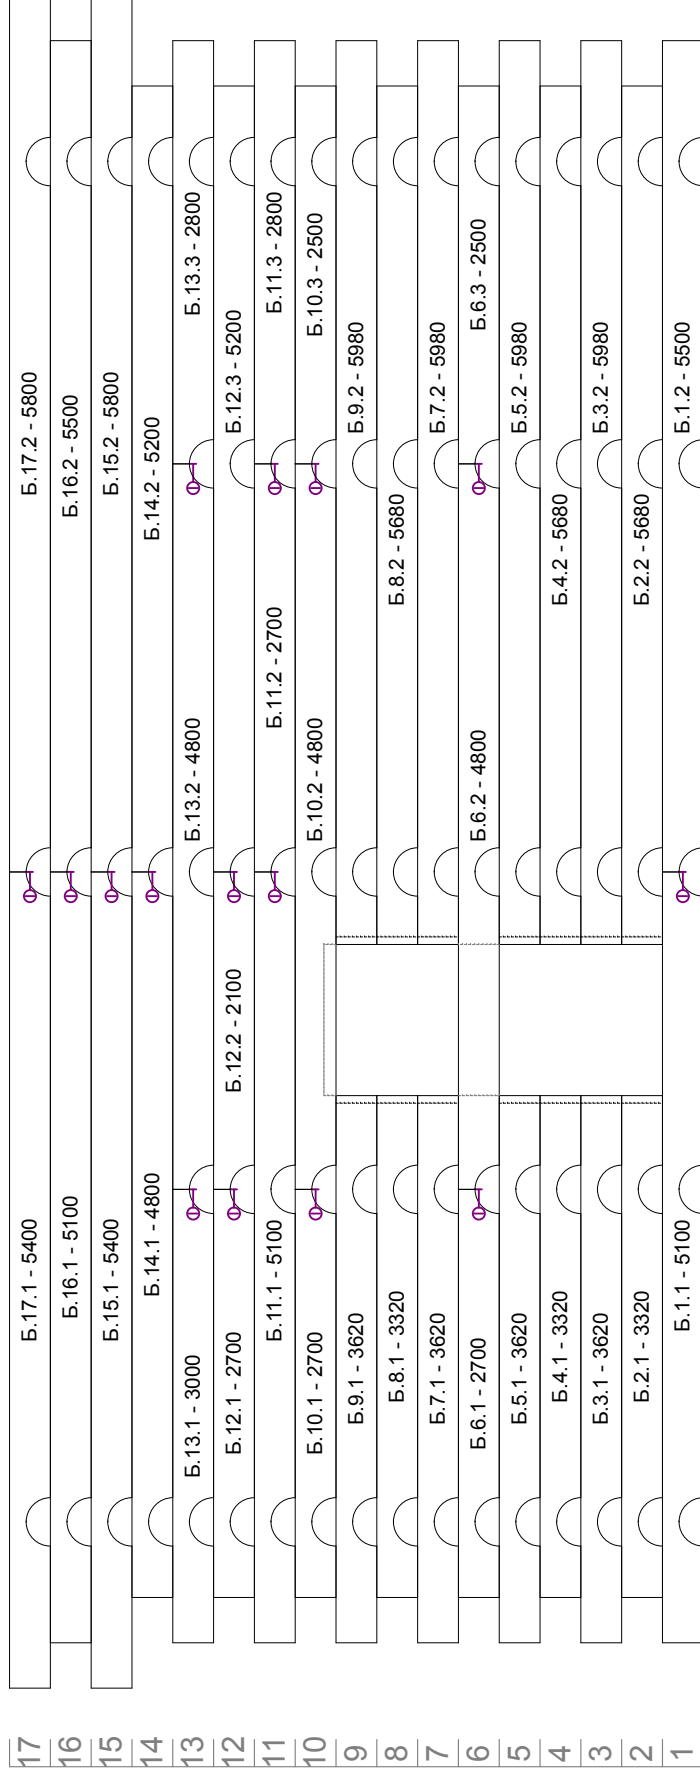 17
Б.17.1 - 5400
Б.17.2 - 5800
16
Б.16.1 - 5100
Б.16.2 - 5500
15
Б.15.1 - 5400
Б.15.2 - 5800
14
Б.14.1 - 4800
Б.14.2 - 5200
13
Б.13.1 - 3000
Б.13.2 - 4800
Б.13.3 - 2800
12
Б.12.1 - 2700
Б.12.2 - 2100
Б.12.3 - 5200
11
Б.11.1 - 5100
Б.11.2 - 2700
Б.11.3 - 2800
10
Б.10.1 - 2700
Б.10.2 - 4800
Б.10.3 - 2500
9
Б.9.1 - 3620
Б.9.2 - 5980
8
Б.8.1 - 3320
Б.8.2 - 5680
7
Б.7.1 - 3620
Б.7.2 - 5980
6
Б.6.1 - 2700
Б.6.2 - 4800
Б.6.3 - 2500
5
Б.5.1 - 3620
Б.5.2 - 5980
4
Б.4.1 - 3320
Б.4.2 - 5680
3
Б.3.1 - 3620
Б.3.2 - 5980
2
Б.2.1 - 3320
Б.2.2 - 5680
1
Б.1.1 - 5100
Б.1.2 - 5500